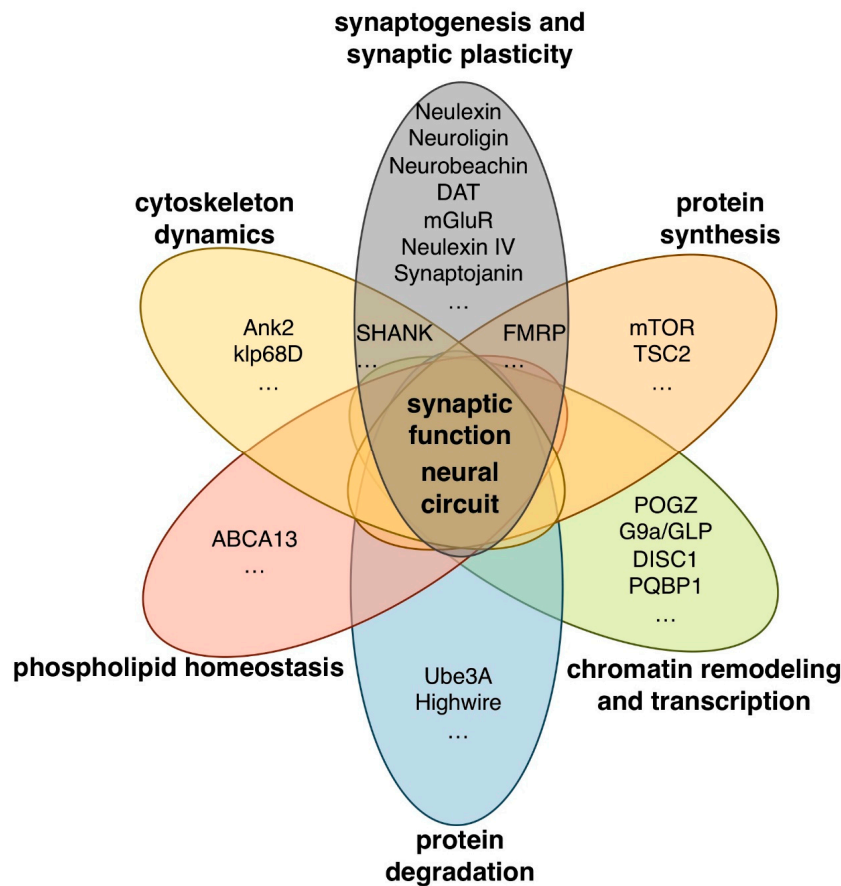 synaptogenesis and
synaptic plasticity
Neulexin
Neuroligin
Neurobeachin
DAT
mGluR
Neulexin IV
Synaptojanin
…
cytoskeleton
dynamics
protein
synthesis
Ank2
klp68D
…
SHANK
…
FMRP
…
mTOR
TSC2
…
synaptic
function
neural
circuit
ABCA13
…
POGZ
G9a/GLP
DISC1
PQBP1
…
phospholipid homeostasis
chromatin remodeling
and transcription
Ube3A
Highwire
…
protein
degradation